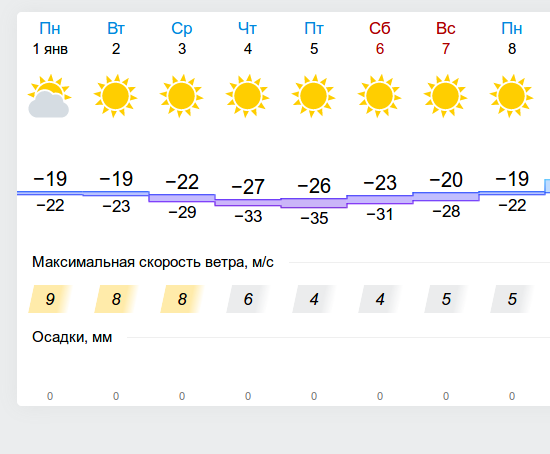 Пн Вт Ср Чт Пт Сб Вс Пн
1 янв 2 3 4 5 6 7 8
−19 −19 −22 −27 −26 −23 −20 −19
−22 −23 −29 −33 −35 −31 −28 −22
Максимальная скорость ветра, м/с
9 8 8 6 4 4 5 5
Осадки, мм
0 0 0 0 0 0 0 0